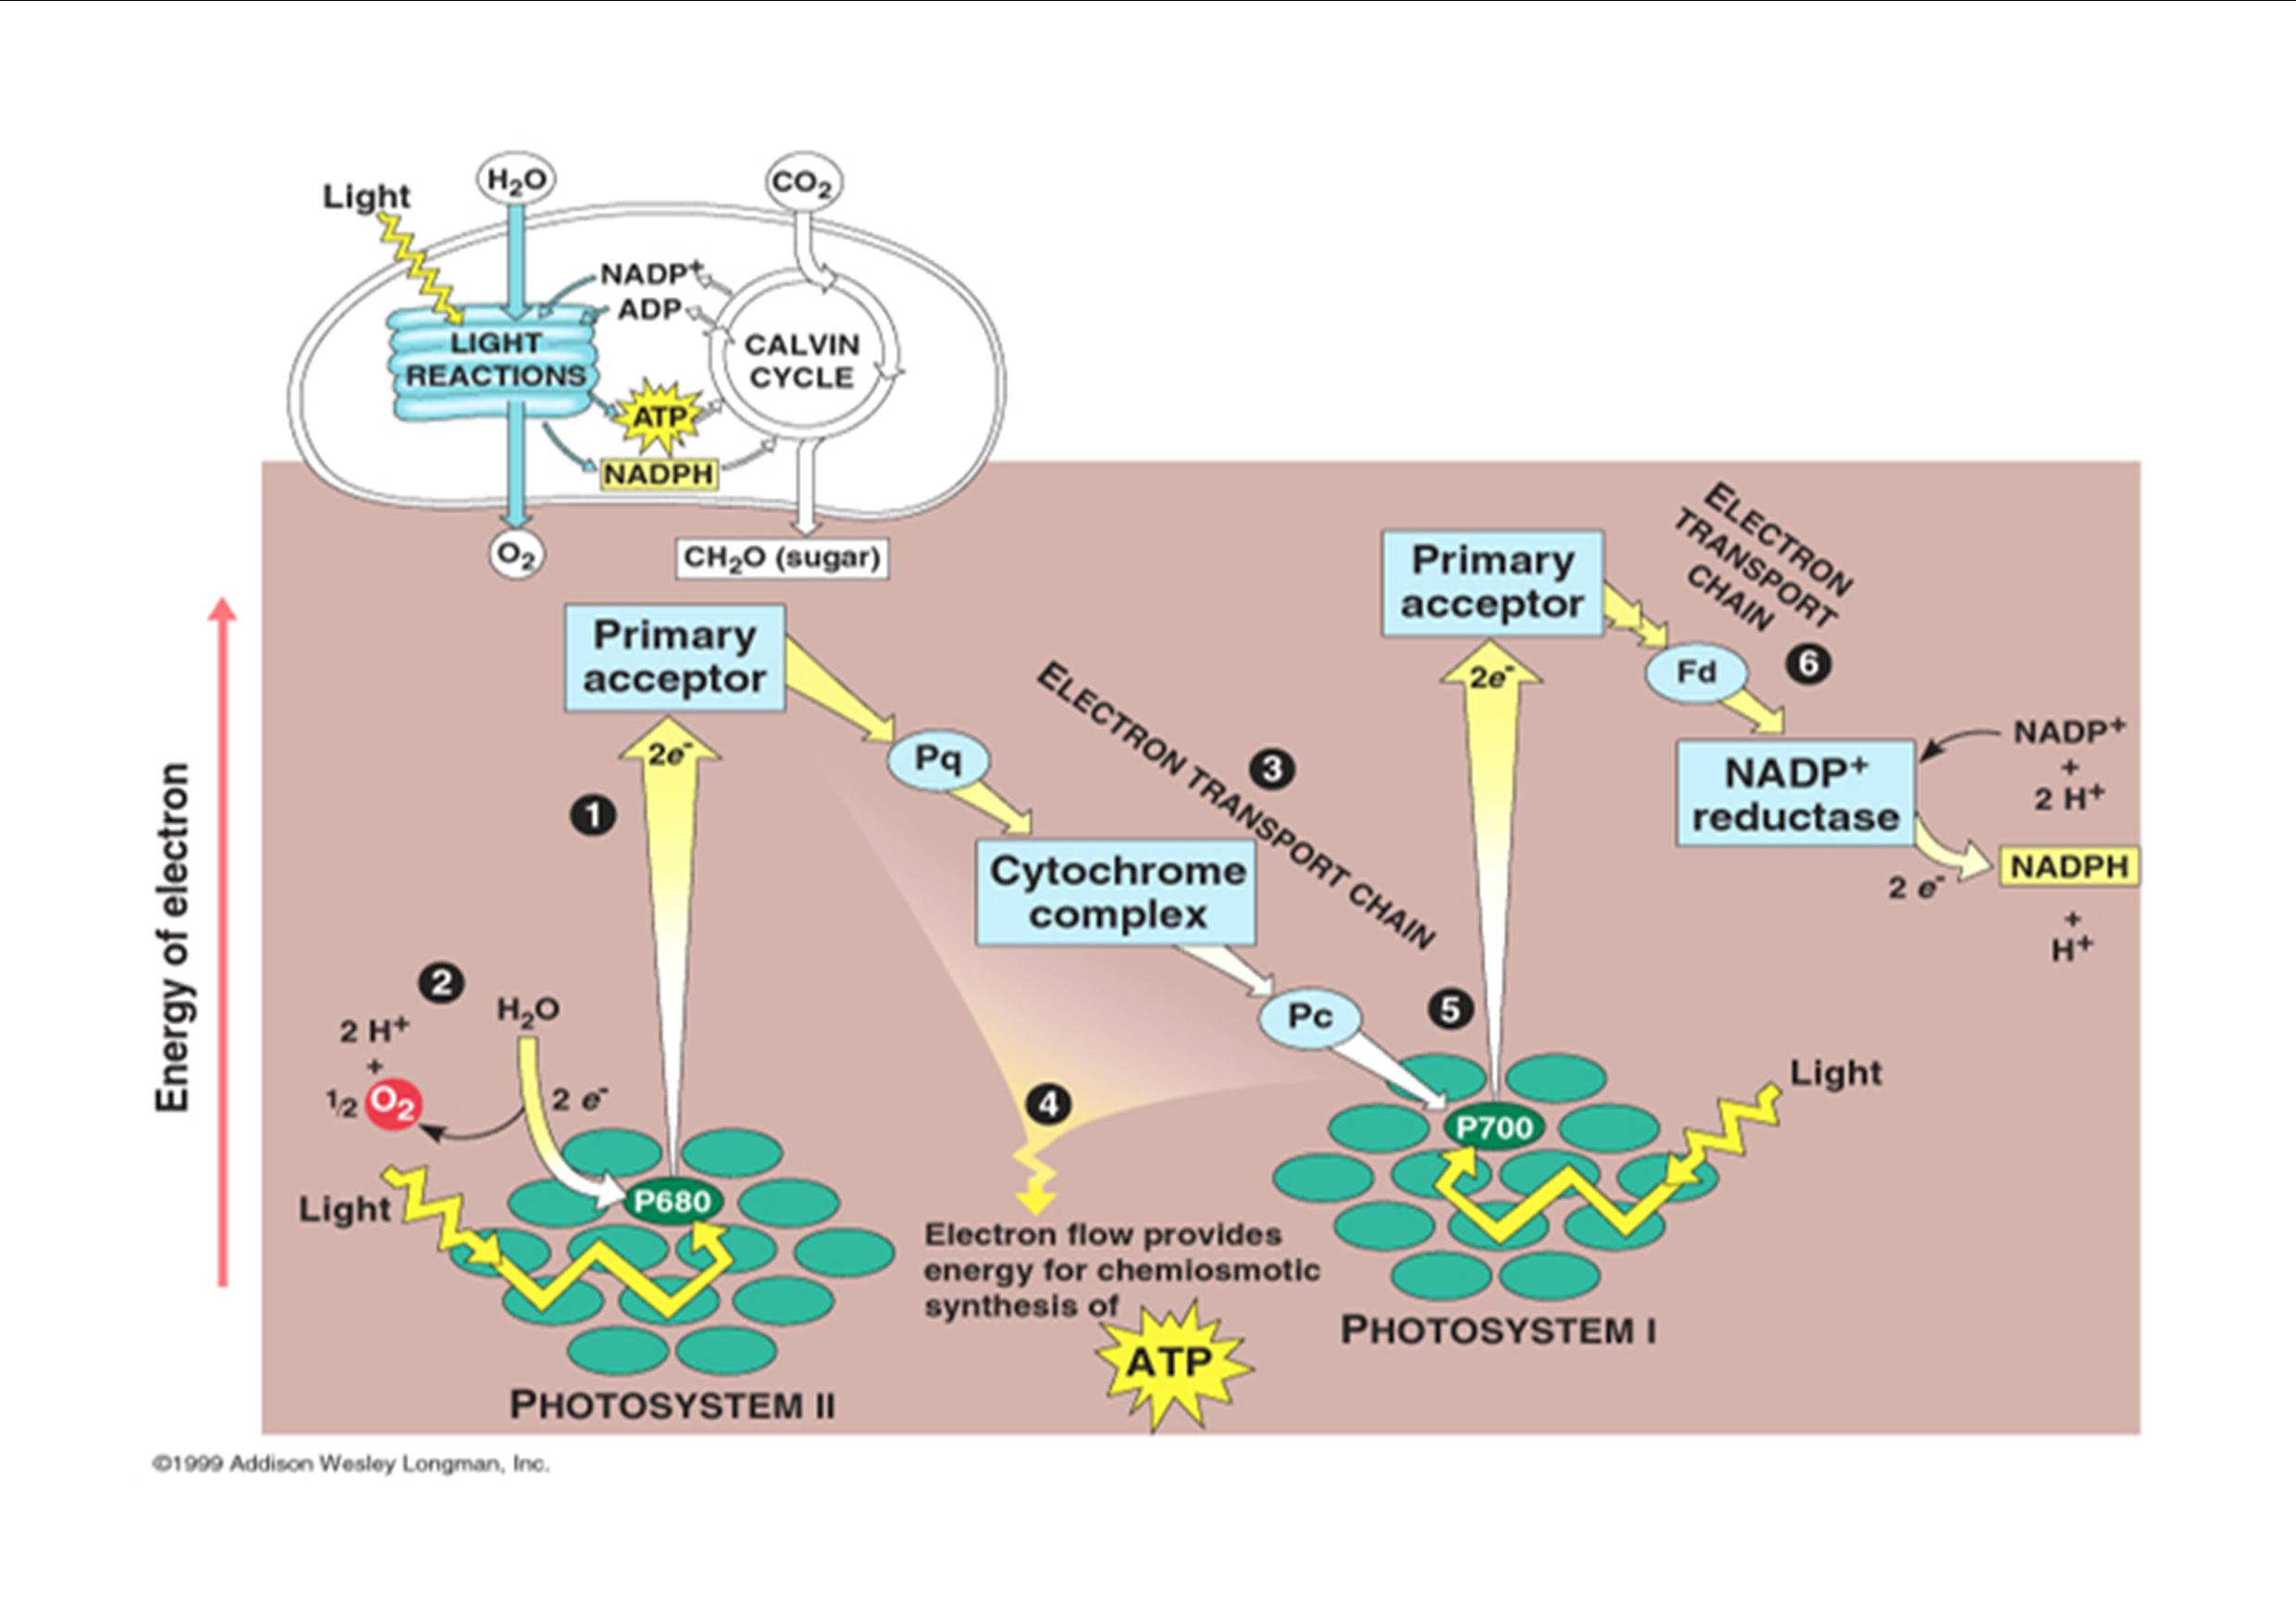 Light
H₂O
CO₂
NADP⁺
ADP
LIGHT
REACTIONS
CALVIN
CYCLE
ATP
NADPH
O₂
CH₂O (sugar)
Energy of electron
Primary
acceptor
2e⁻
1
Pq
ELECTRON TRANSPORT CHAIN
3
Cytochrome
complex
Pc
2
H₂O
2 H⁺
+
1/2 O₂
2 e⁻
Light
P680
PHOTOSYSTEM II
4
Electron flow provides
energy for chemiosmotic
synthesis of
ATP
Primary
acceptor
2e⁻
ELECTRON
TRANSPORT
CHAIN
6
Fd
NADP⁺
reductase
NADP⁺
+
2 H⁺
2 e⁻
NADPH
+
H⁺
5
Light
P700
PHOTOSYSTEM I
©1999 Addison Wesley Longman, Inc.